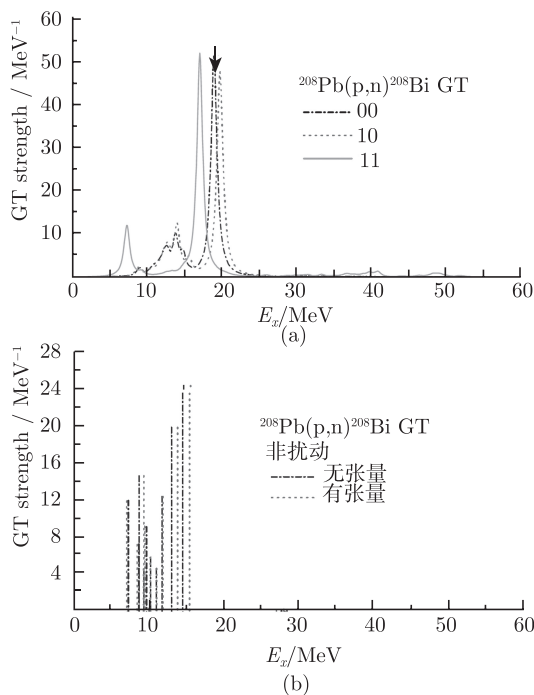 60
50
40
30
20
10
GT strength / MeV⁻¹
²⁰⁸Pb(p,n)²⁰⁸Bi GT
00
10
11
0 10 20 30 40 50 60
Eₓ/MeV
(a)
28
24
20
16
12
8
4
GT strength / MeV⁻¹
²⁰⁸Pb(p,n)²⁰⁸Bi GT
非扰动
无张量
有张量
0 10 20 30 40 50 60
Eₓ/MeV
(b)